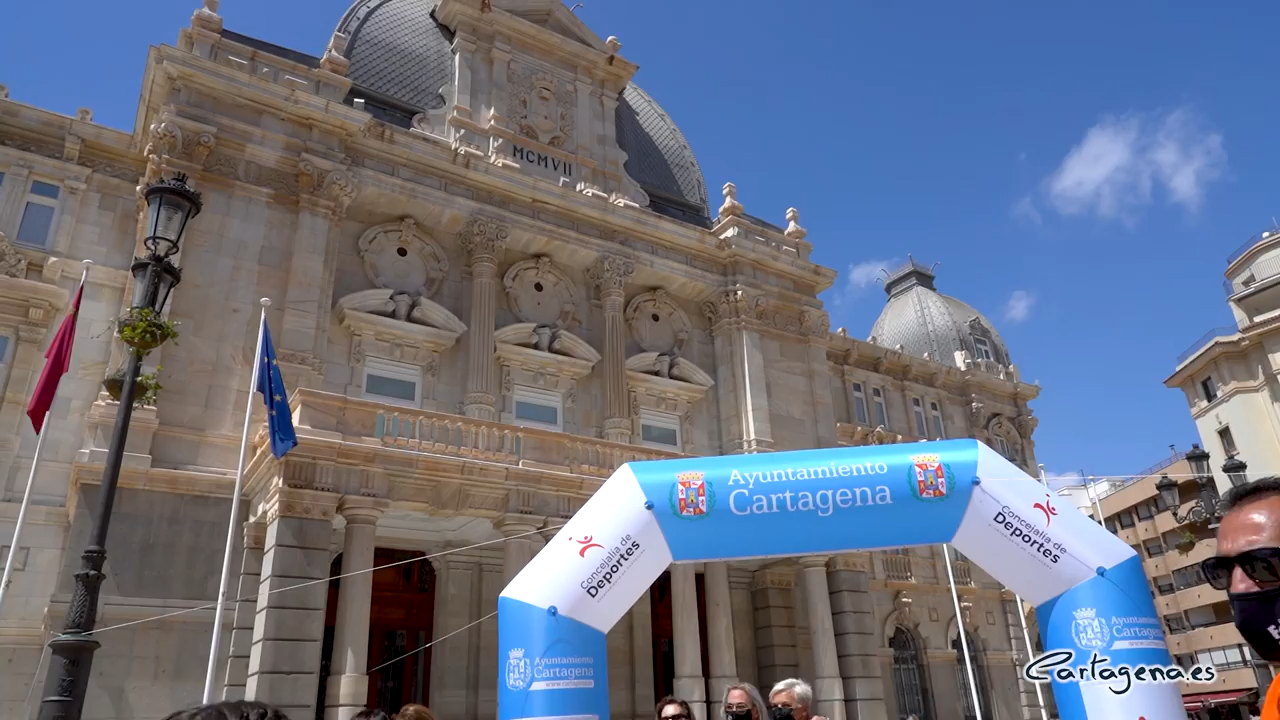 MCMVII
Ayuntamiento
Cartagena
Concejalía de
Deportes
Concejalía de
Deportes
Ayuntamiento
Cartagena
Ayuntamiento
Cartagena
Cartagena.es